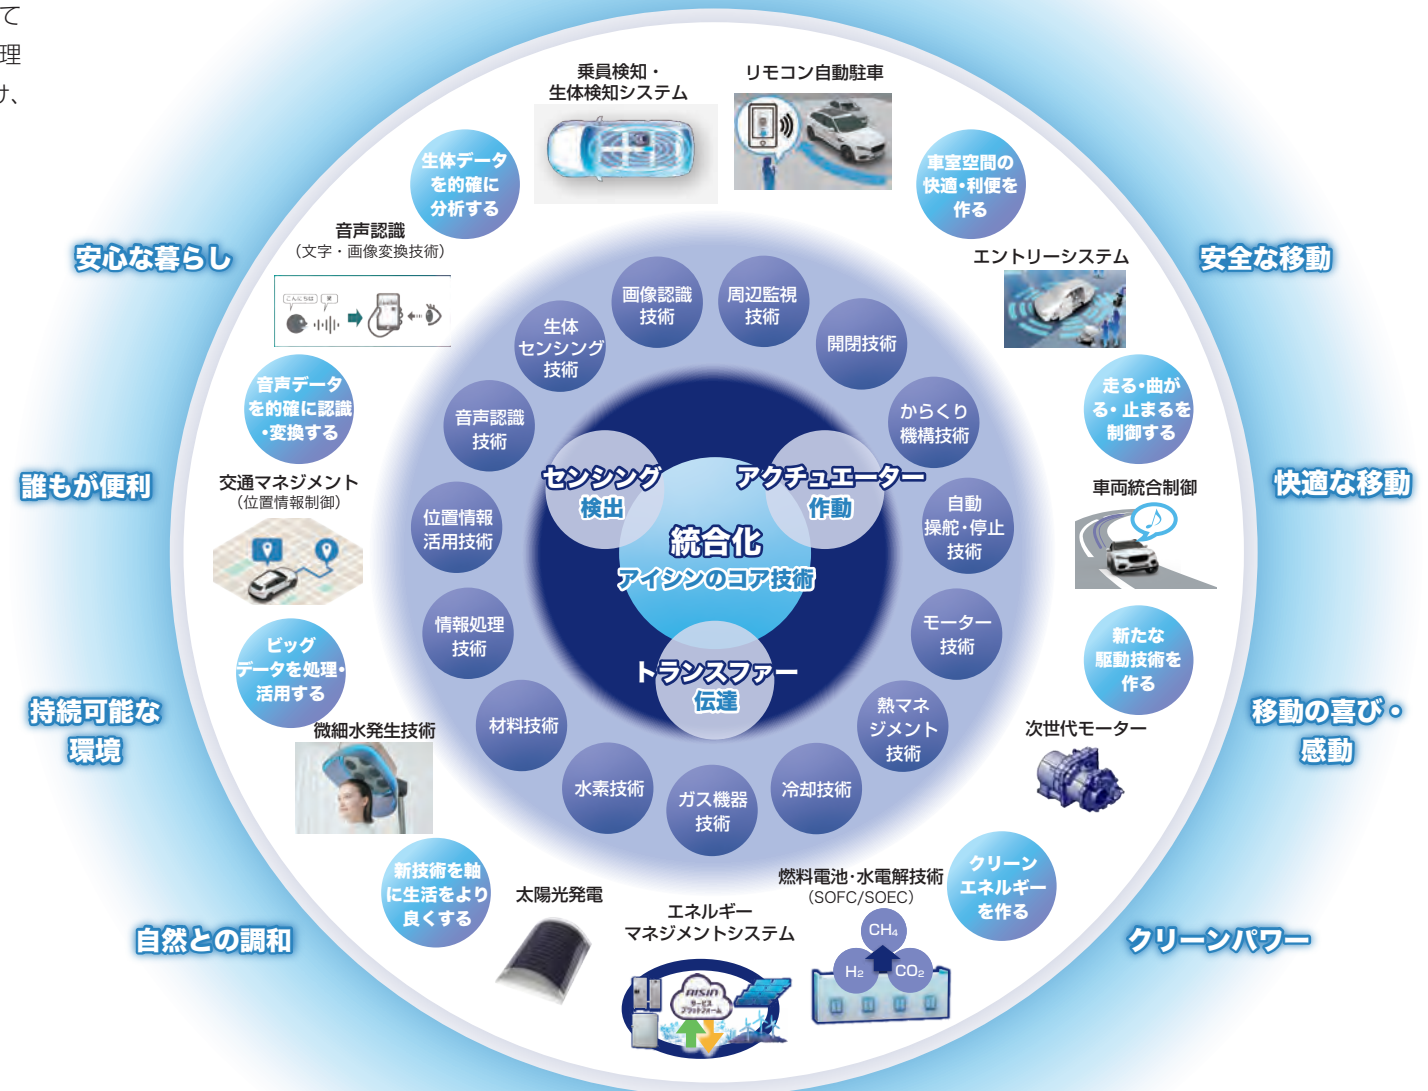 て
理
け、
乗員検知・
生体検知システム
リモコン自動駐車
生体データ
を的確に
分析する
車室空間の
快適・利便を
作る
音声認識
（文字・画像変換技術）
こんにちは
エントリーシステム
安心な暮らし
安全な移動
画像認識
技術
周辺監視
技術
生体
センシング
技術
開閉技術
音声データ
を的確に認識
・変換する
走る・曲が
る・止まるを
制御する
音声認識
技術
からくり
機構技術
誰もが便利
快適な移動
交通マネジメント
（位置情報制御）
車両統合制御
センシング
検出
アクチュエーター
作動
位置情報
活用技術
自動
操舵・停止
技術
統合化
アイシンのコア技術
情報処理
技術
モーター
技術
ビッグ
データを処理・
活用する
新たな
駆動技術を
作る
トランスファー
伝達
持続可能な
環境
移動の喜び・
感動
微細水発生技術
材料技術
熱マネ
ジメント
技術
次世代モーター
水素技術
ガス機器
技術
冷却技術
新技術を軸
に生活をより
良くする
クリーン
エネルギー
を作る
太陽光発電
エネルギー
マネジメントシステム
燃料電池・水電解技術
（SOFC/SOEC）
CH₄
H₂
CO₂
自然との調和
クリーンパワー
AISIN
サービス
プラットフォーム